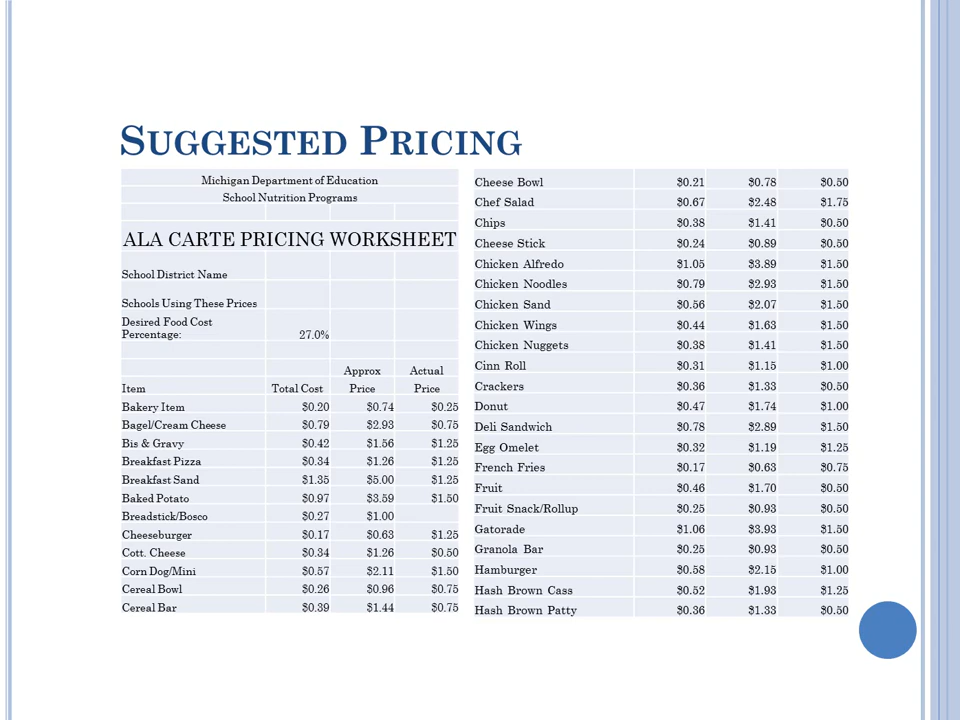 SUGGESTED PRICING
Michigan Department of Education
School Nutrition Programs
ALA CARTE PRICING WORKSHEET
School District Name
Schools Using These Prices
Desired Food Cost
Percentage: 27.0%
Approx Actual
Item Total Cost Price Price
Bakery Item $0.20 $0.74 $0.25
Bagel/Cream Cheese $0.79 $2.93 $0.75
Bis & Gravy $0.42 $1.56 $1.25
Breakfast Pizza $0.34 $1.26 $1.25
Breakfast Sand $1.35 $5.00 $1.25
Baked Potato $0.97 $3.59 $1.50
Breadstick/Bosco $0.27 $1.00
Cheeseburger $0.17 $0.63 $1.25
Cott. Cheese $0.34 $1.26 $0.50
Corn Dog/Mini $0.57 $2.11 $1.50
Cereal Bowl $0.26 $0.96 $0.75
Cereal Bar $0.39 $1.44 $0.75
Cheese Bowl $0.21 $0.78 $0.50
Chef Salad $0.67 $2.48 $1.75
Chips $0.38 $1.41 $0.50
Cheese Stick $0.24 $0.89 $0.50
Chicken Alfredo $1.05 $3.89 $1.50
Chicken Noodles $0.79 $2.93 $1.50
Chicken Sand $0.56 $2.07 $1.50
Chicken Wings $0.44 $1.63 $1.50
Chicken Nuggets $0.38 $1.41 $1.50
Cinn Roll $0.31 $1.15 $1.00
Crackers $0.36 $1.33 $0.50
Donut $0.47 $1.74 $1.00
Deli Sandwich $0.78 $2.89 $1.50
Egg Omelet $0.32 $1.19 $1.25
French Fries $0.17 $0.63 $0.75
Fruit $0.46 $1.70 $0.50
Fruit Snack/Rollup $0.25 $0.93 $0.50
Gatorade $1.06 $3.93 $1.50
Granola Bar $0.25 $0.93 $0.50
Hamburger $0.58 $2.15 $1.00
Hash Brown Cass $0.52 $1.93 $1.25
Hash Brown Patty $0.36 $1.33 $0.50